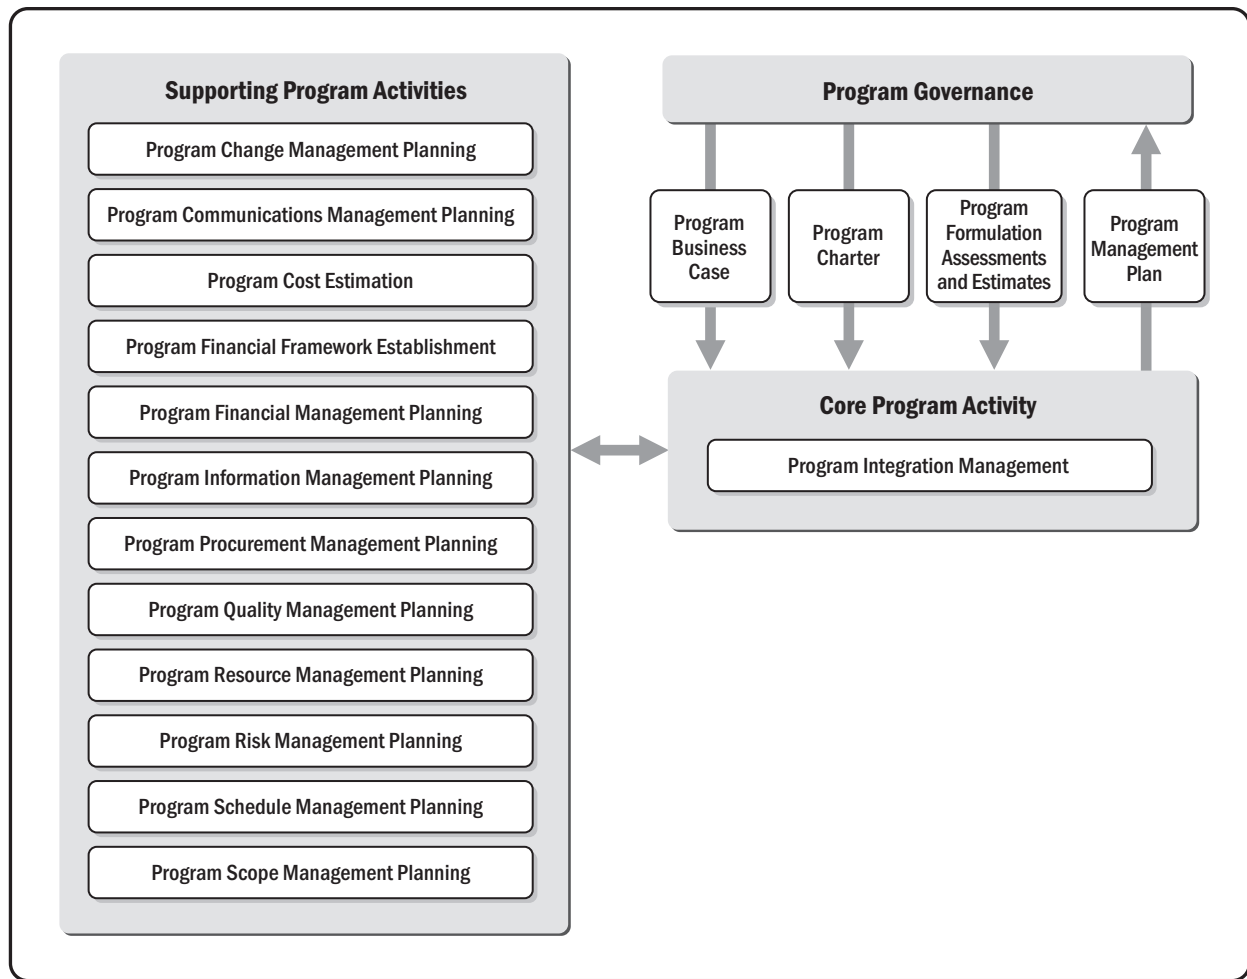 Supporting Program Activities
Program Change Management Planning
Program Communications Management Planning
Program Cost Estimation
Program Financial Framework Establishment
Program Financial Management Planning
Program Information Management Planning
Program Procurement Management Planning
Program Quality Management Planning
Program Resource Management Planning
Program Risk Management Planning
Program Schedule Management Planning
Program Scope Management Planning
Program Governance
Program
Business
Case
Program
Charter
Program
Formulation
Assessments
and Estimates
Program
Management
Plan
Core Program Activity
Program Integration Management